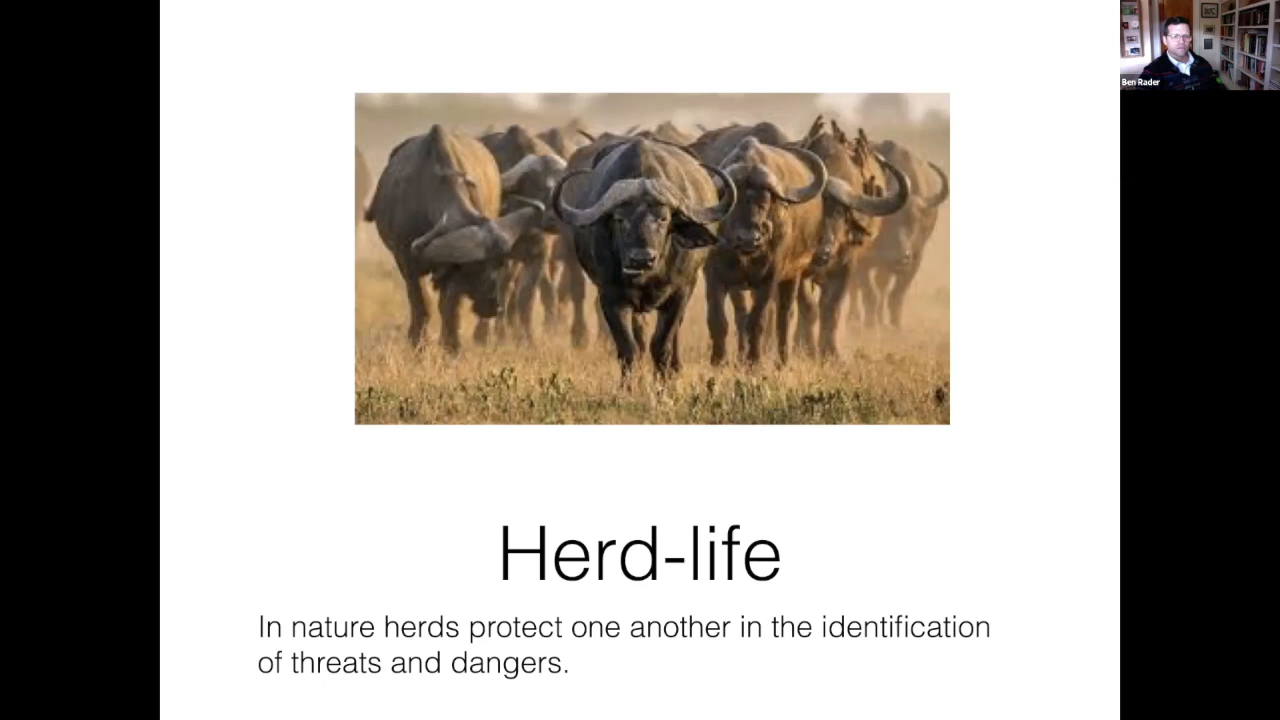 Ben Rader
Herd-life
In nature herds protect one another in the identification
of threats and dangers.